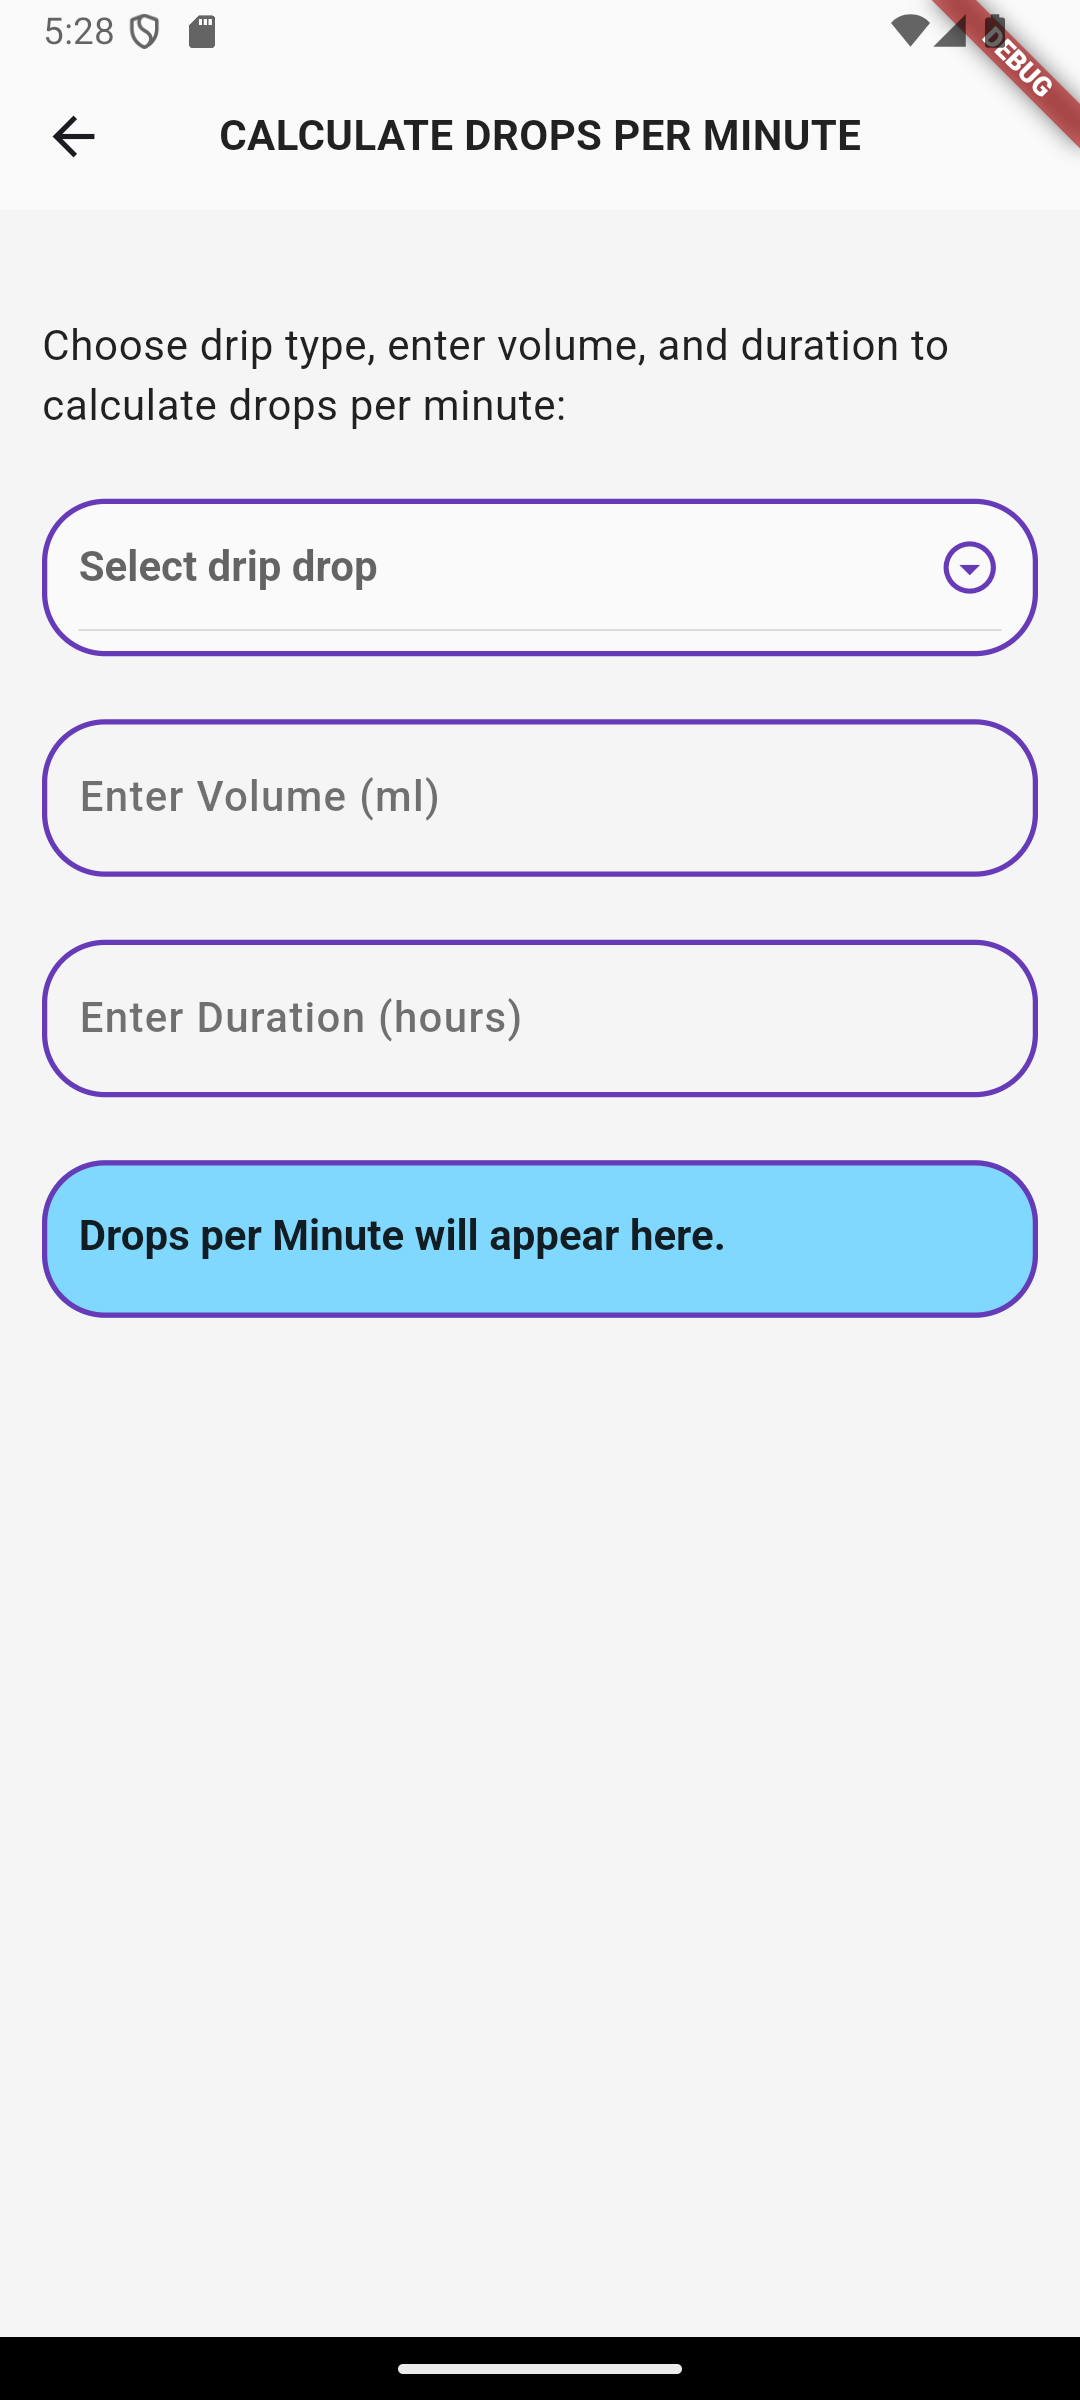 5:28
DEBUG
CALCULATE DROPS PER MINUTE
Choose drip type, enter volume, and duration to
calculate drops per minute:
Select drip drop
Enter Volume (ml)
Enter Duration (hours)
Drops per Minute will appear here.